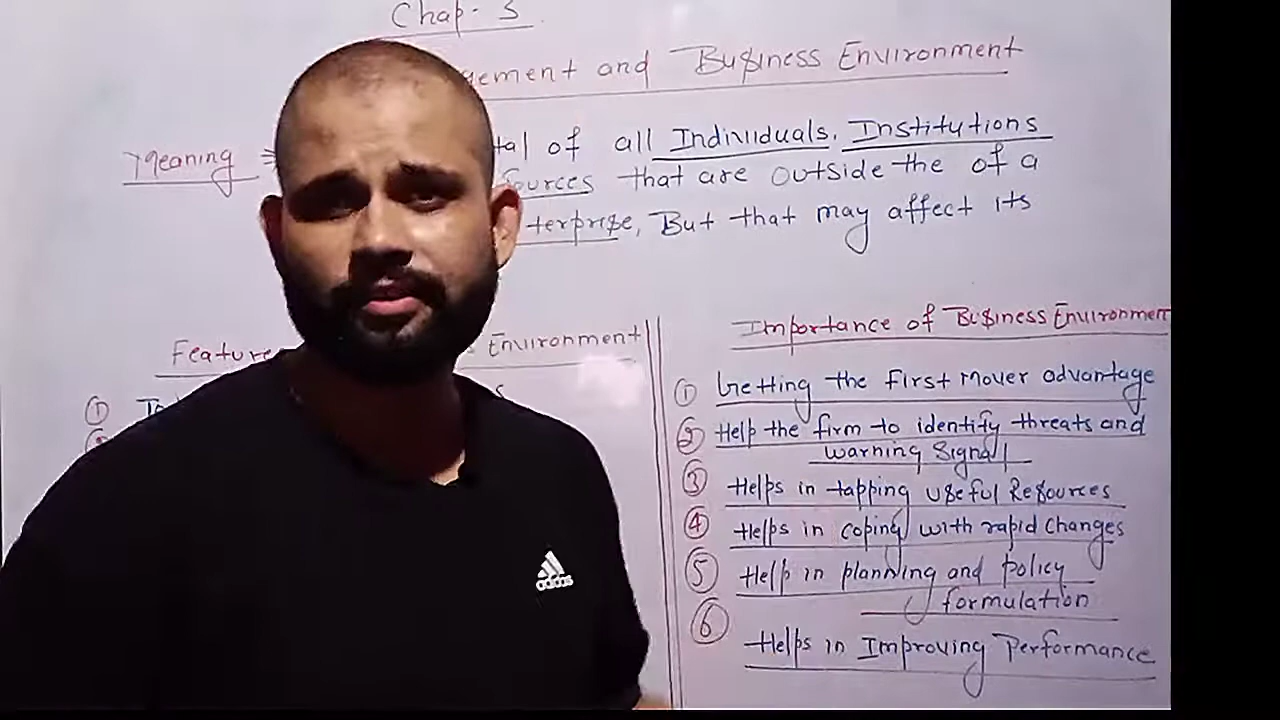 Chap- 3
gement and Business Environment
Meaning ⇒ tal of all Individuals, Institutions
sources that are outside the of a
terprise, But that may affect its
Features s Environment
①
Importance of Business Environment
① Getting the First Mover advantage
② Help the firm to identify threats and
warning Signal
③ Helps in tapping useful Resources
④ Helps in coping with rapid Changes
⑤ Help in planning and policy
formulation
⑥ Helps in Improving Performance
adidas